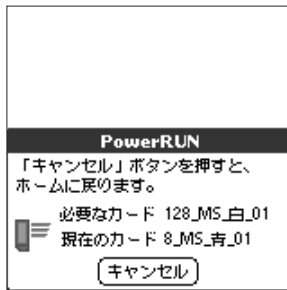 PowerRUN
「キャンセル」ボタンを押すと、
ホームに戻ります。
必要なカード 128_MS_白_01
現在のカード 8_MS_青_01
キャンセル